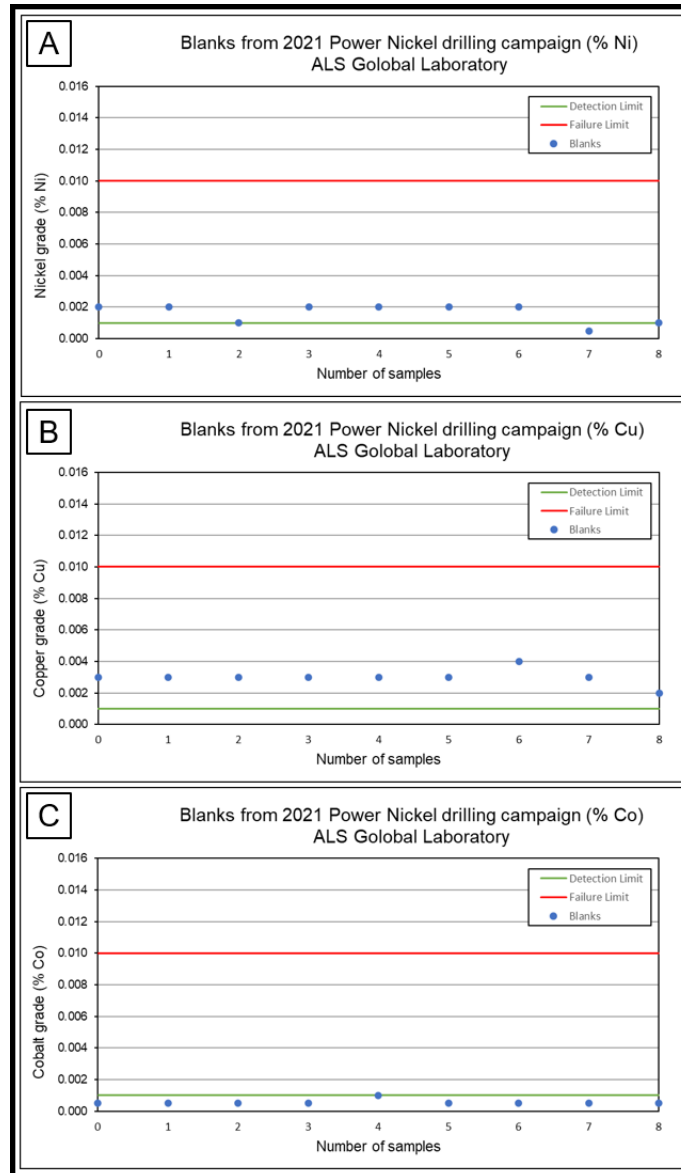 A
Blanks from 2021 Power Nickel drilling campaign (% Ni)
ALS Golobal Laboratory
Detection Limit
Failure Limit
Blanks
Nickel grade (% Ni)
0.016
0.014
0.012
0.010
0.008
0.006
0.004
0.002
0.000
0 1 2 3 4 5 6 7 8
Number of samples
B
Blanks from 2021 Power Nickel drilling campaign (% Cu)
ALS Golobal Laboratory
Detection Limit
Failure Limit
Blanks
Copper grade (% Cu)
0.016
0.014
0.012
0.010
0.008
0.006
0.004
0.002
0.000
0 1 2 3 4 5 6 7 8
Number of samples
C
Blanks from 2021 Power Nickel drilling campaign (% Co)
ALS Golobal Laboratory
Detection Limit
Failure Limit
Blanks
Cobalt grade (% Co)
0.016
0.014
0.012
0.010
0.008
0.006
0.004
0.002
0.000
0 1 2 3 4 5 6 7 8
Number of samples